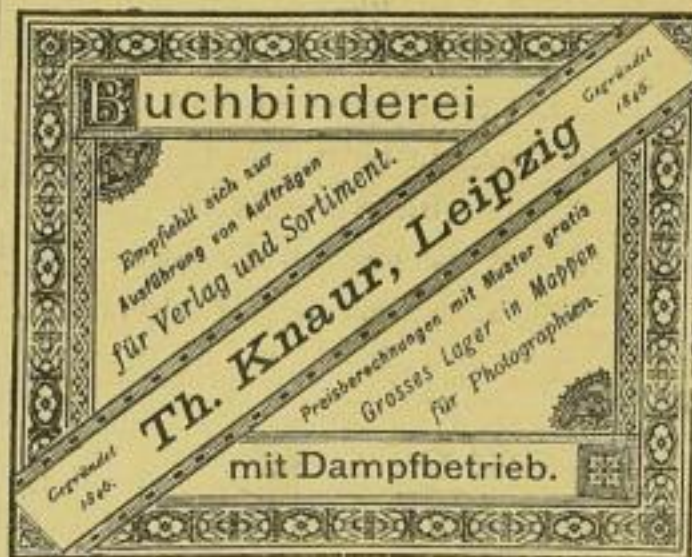 Buchbinderei
Empfiehlt sich zur
Ausführung von Aufträgen
für Verlag und Sortiment.
Gegründet
1846.
Th. Knaur, Leipzig
Gegründet
1846.
Preisberechnungen mit Muster gratis
Grosses Lager in Mappen
für Photographien.
mit Dampfbetrieb.